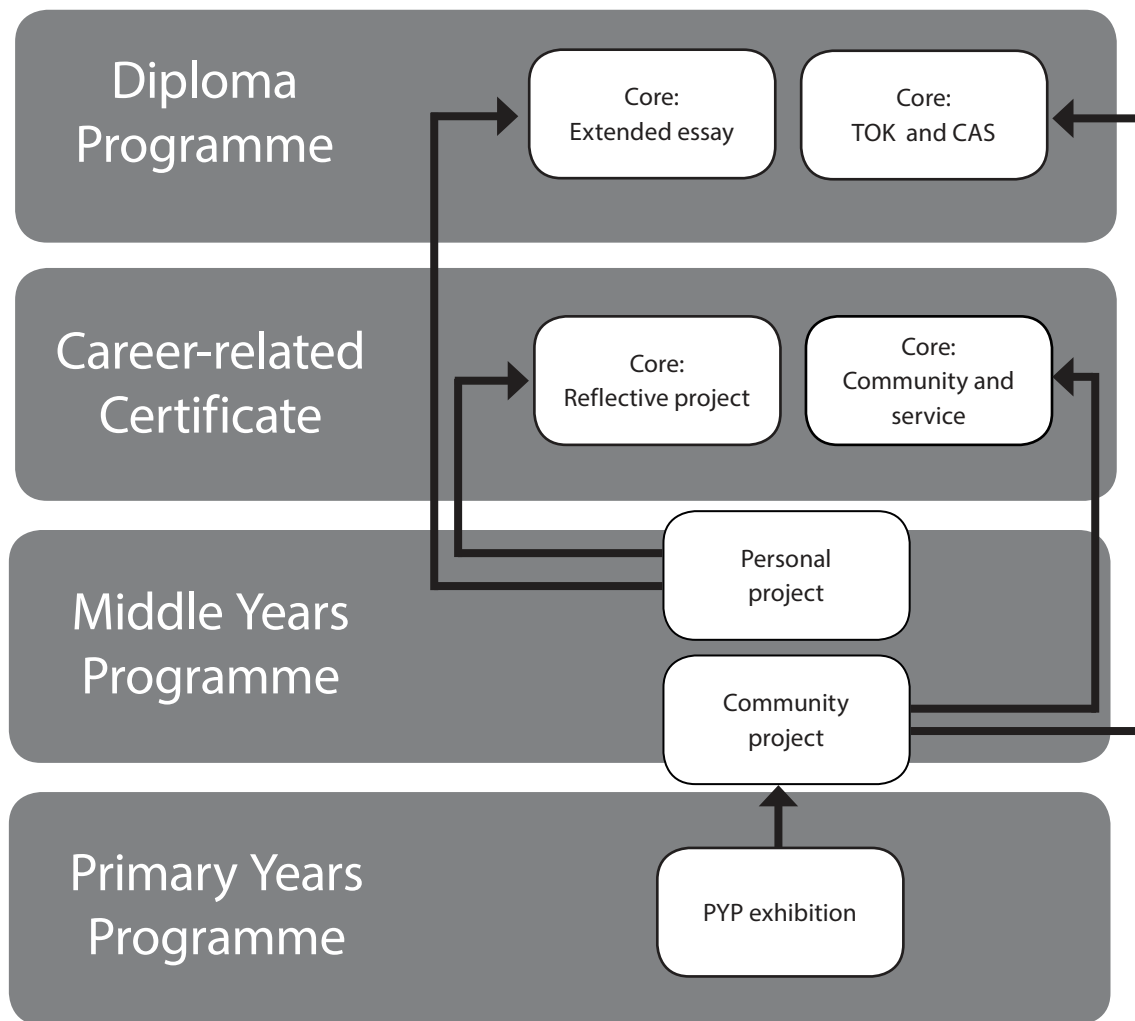 Diploma
Programme
Core:
Extended essay
Core:
TOK and CAS
Career-related
Certificate
Core:
Reflective project
Core:
Community and
service
Middle Years
Programme
Personal
project
Community
project
Primary Years
Programme
PYP exhibition